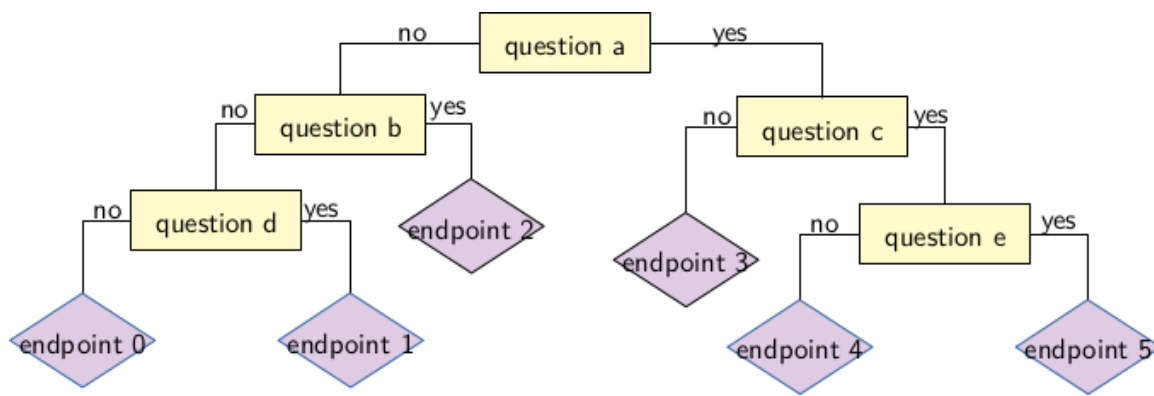 no
question a
yes
no
question b
yes
no
question c
yes
no
question d
yes
endpoint 2
no
question e
yes
endpoint 3
endpoint 0
endpoint 1
endpoint 4
endpoint 5